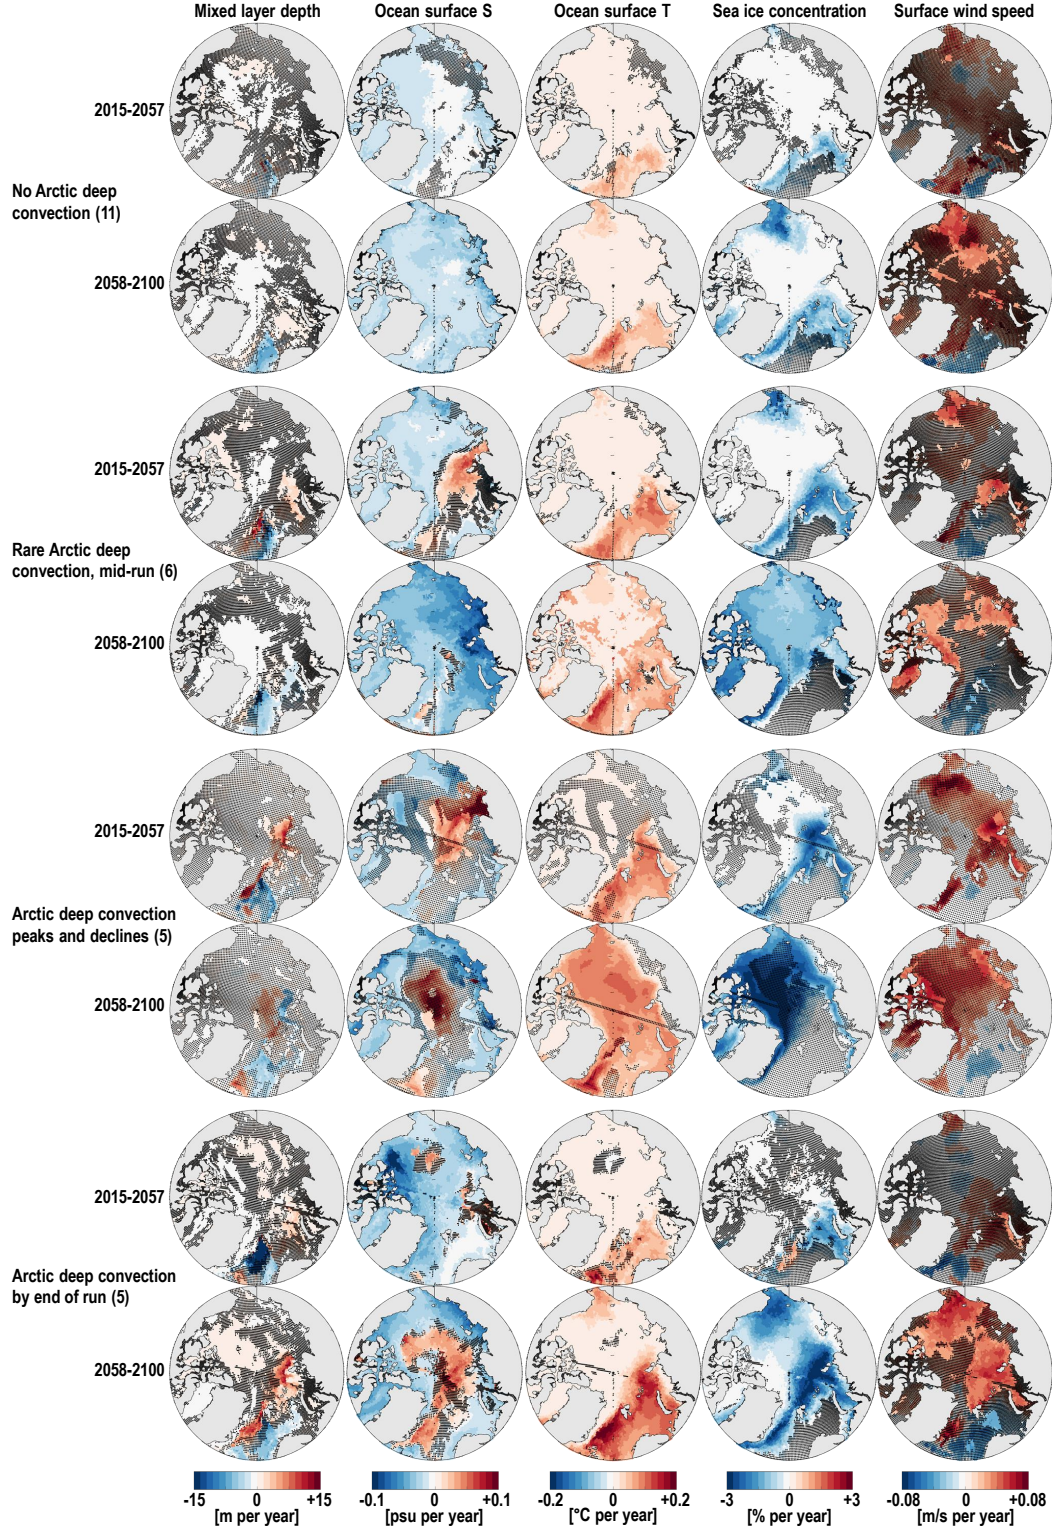 Mixed layer depth Ocean surface S Ocean surface T Sea ice concentration Surface wind speed
2015-2057
No Arctic deep
convection (11)
2058-2100
2015-2057
Rare Arctic deep
convection, mid-run (6)
2058-2100
2015-2057
Arctic deep convection
peaks and declines (5)
2058-2100
2015-2057
Arctic deep convection
by end of run (5)
2058-2100
-15 0 +15 -0.1 0 +0.1 -0.2 0 +0.2 -3 0 +3 -0.08 0 +0.08
[m per year] [psu per year] [°C per year] [% per year] [m/s per year]